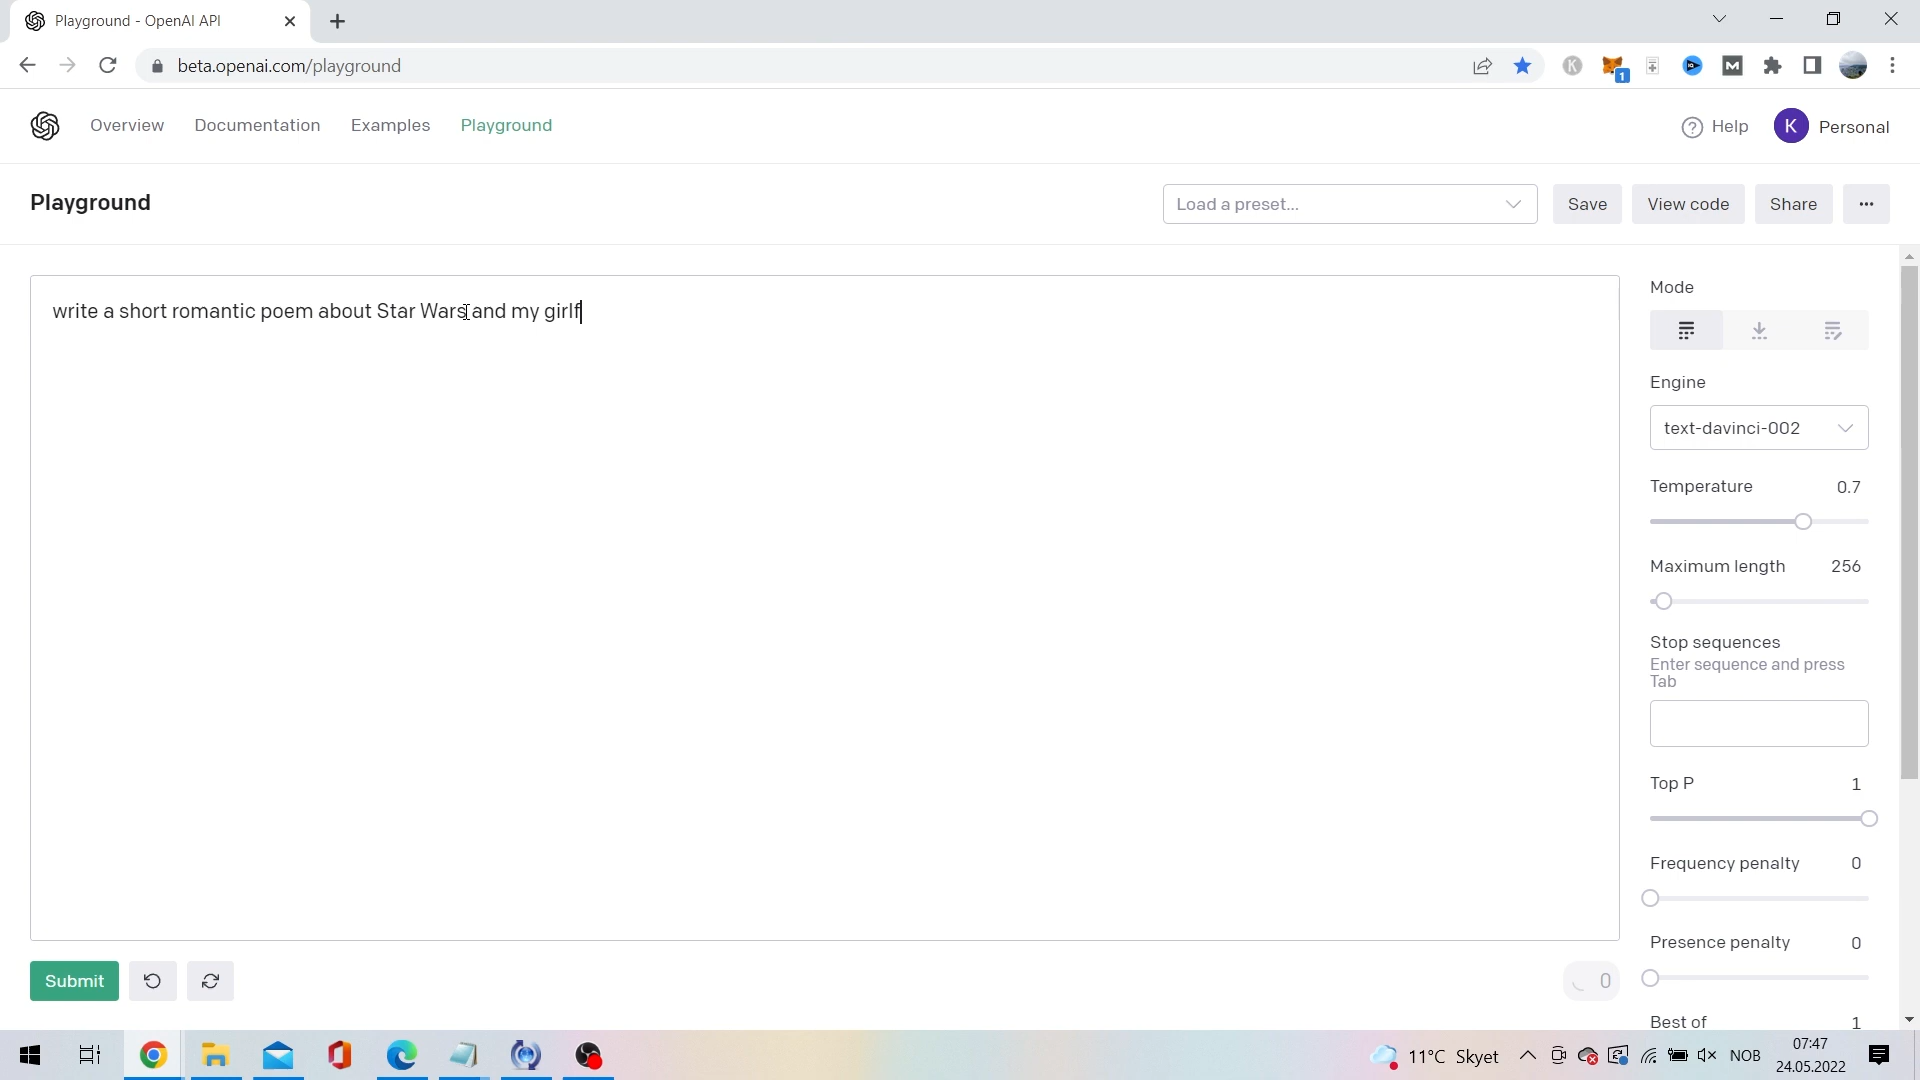 Playground - OpenAI API
beta.openai.com/playground
1
Overview Documentation Examples Playground
Help K Personal
Playground
Load a preset... Save View code Share ...
write a short romantic poem about Star Wars and my girlf
Mode
Engine
text-davinci-002
Temperature 0.7
Maximum length 256
Stop sequences
Enter sequence and press
Tab
Top P 1
Frequency penalty 0
Presence penalty 0
Best of 1
Submit 0
11°C Skyet NOB 07:47
24.05.2022